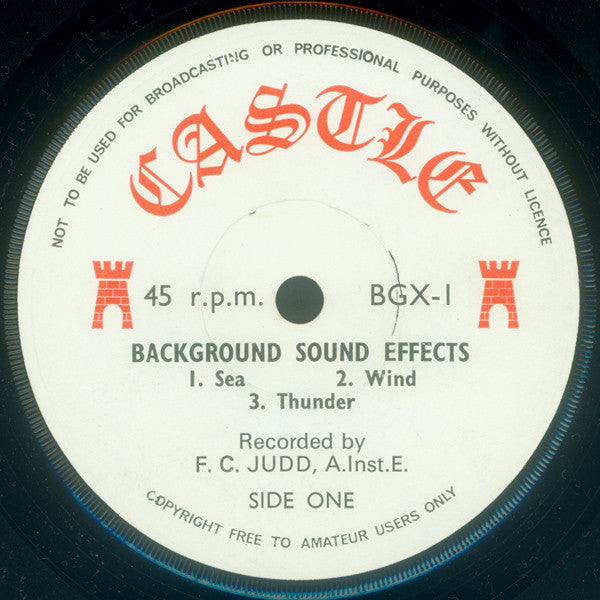 NOT TO BE USED FOR BROADCASTING OR PROFESSIONAL PURPOSES WITHOUT LICENCE
CASTLE
45 r.p.m. BGX-1
BACKGROUND SOUND EFFECTS
1. Sea 2. Wind
3. Thunder
Recorded by
F. C. JUDD, A.Inst.E.
SIDE ONE
COPYRIGHT FREE TO AMATEUR USERS ONLY